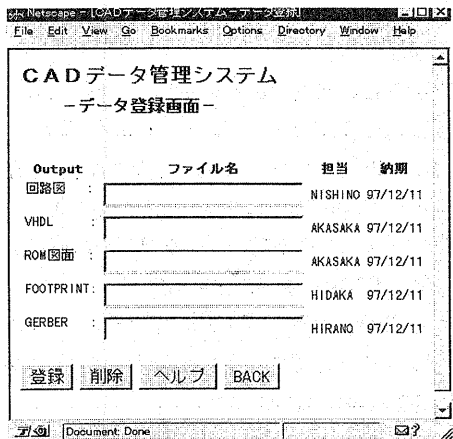 Netscape - [CADデータ管理システムーデータ登録]
File Edit View Go Bookmarks Options Directory Window Help
CADデータ管理システム
－データ登録画面－
Output ファイル名 担当 納期
回路図 : NISHINO 97/12/11
VHDL : AKASAKA 97/12/11
ROM図面 : AKASAKA 97/12/11
FOOTPRINT: HIDAKA 97/12/11
GERBER : HIRANO 97/12/11
登録 削除 ヘルプ BACK
Document: Done